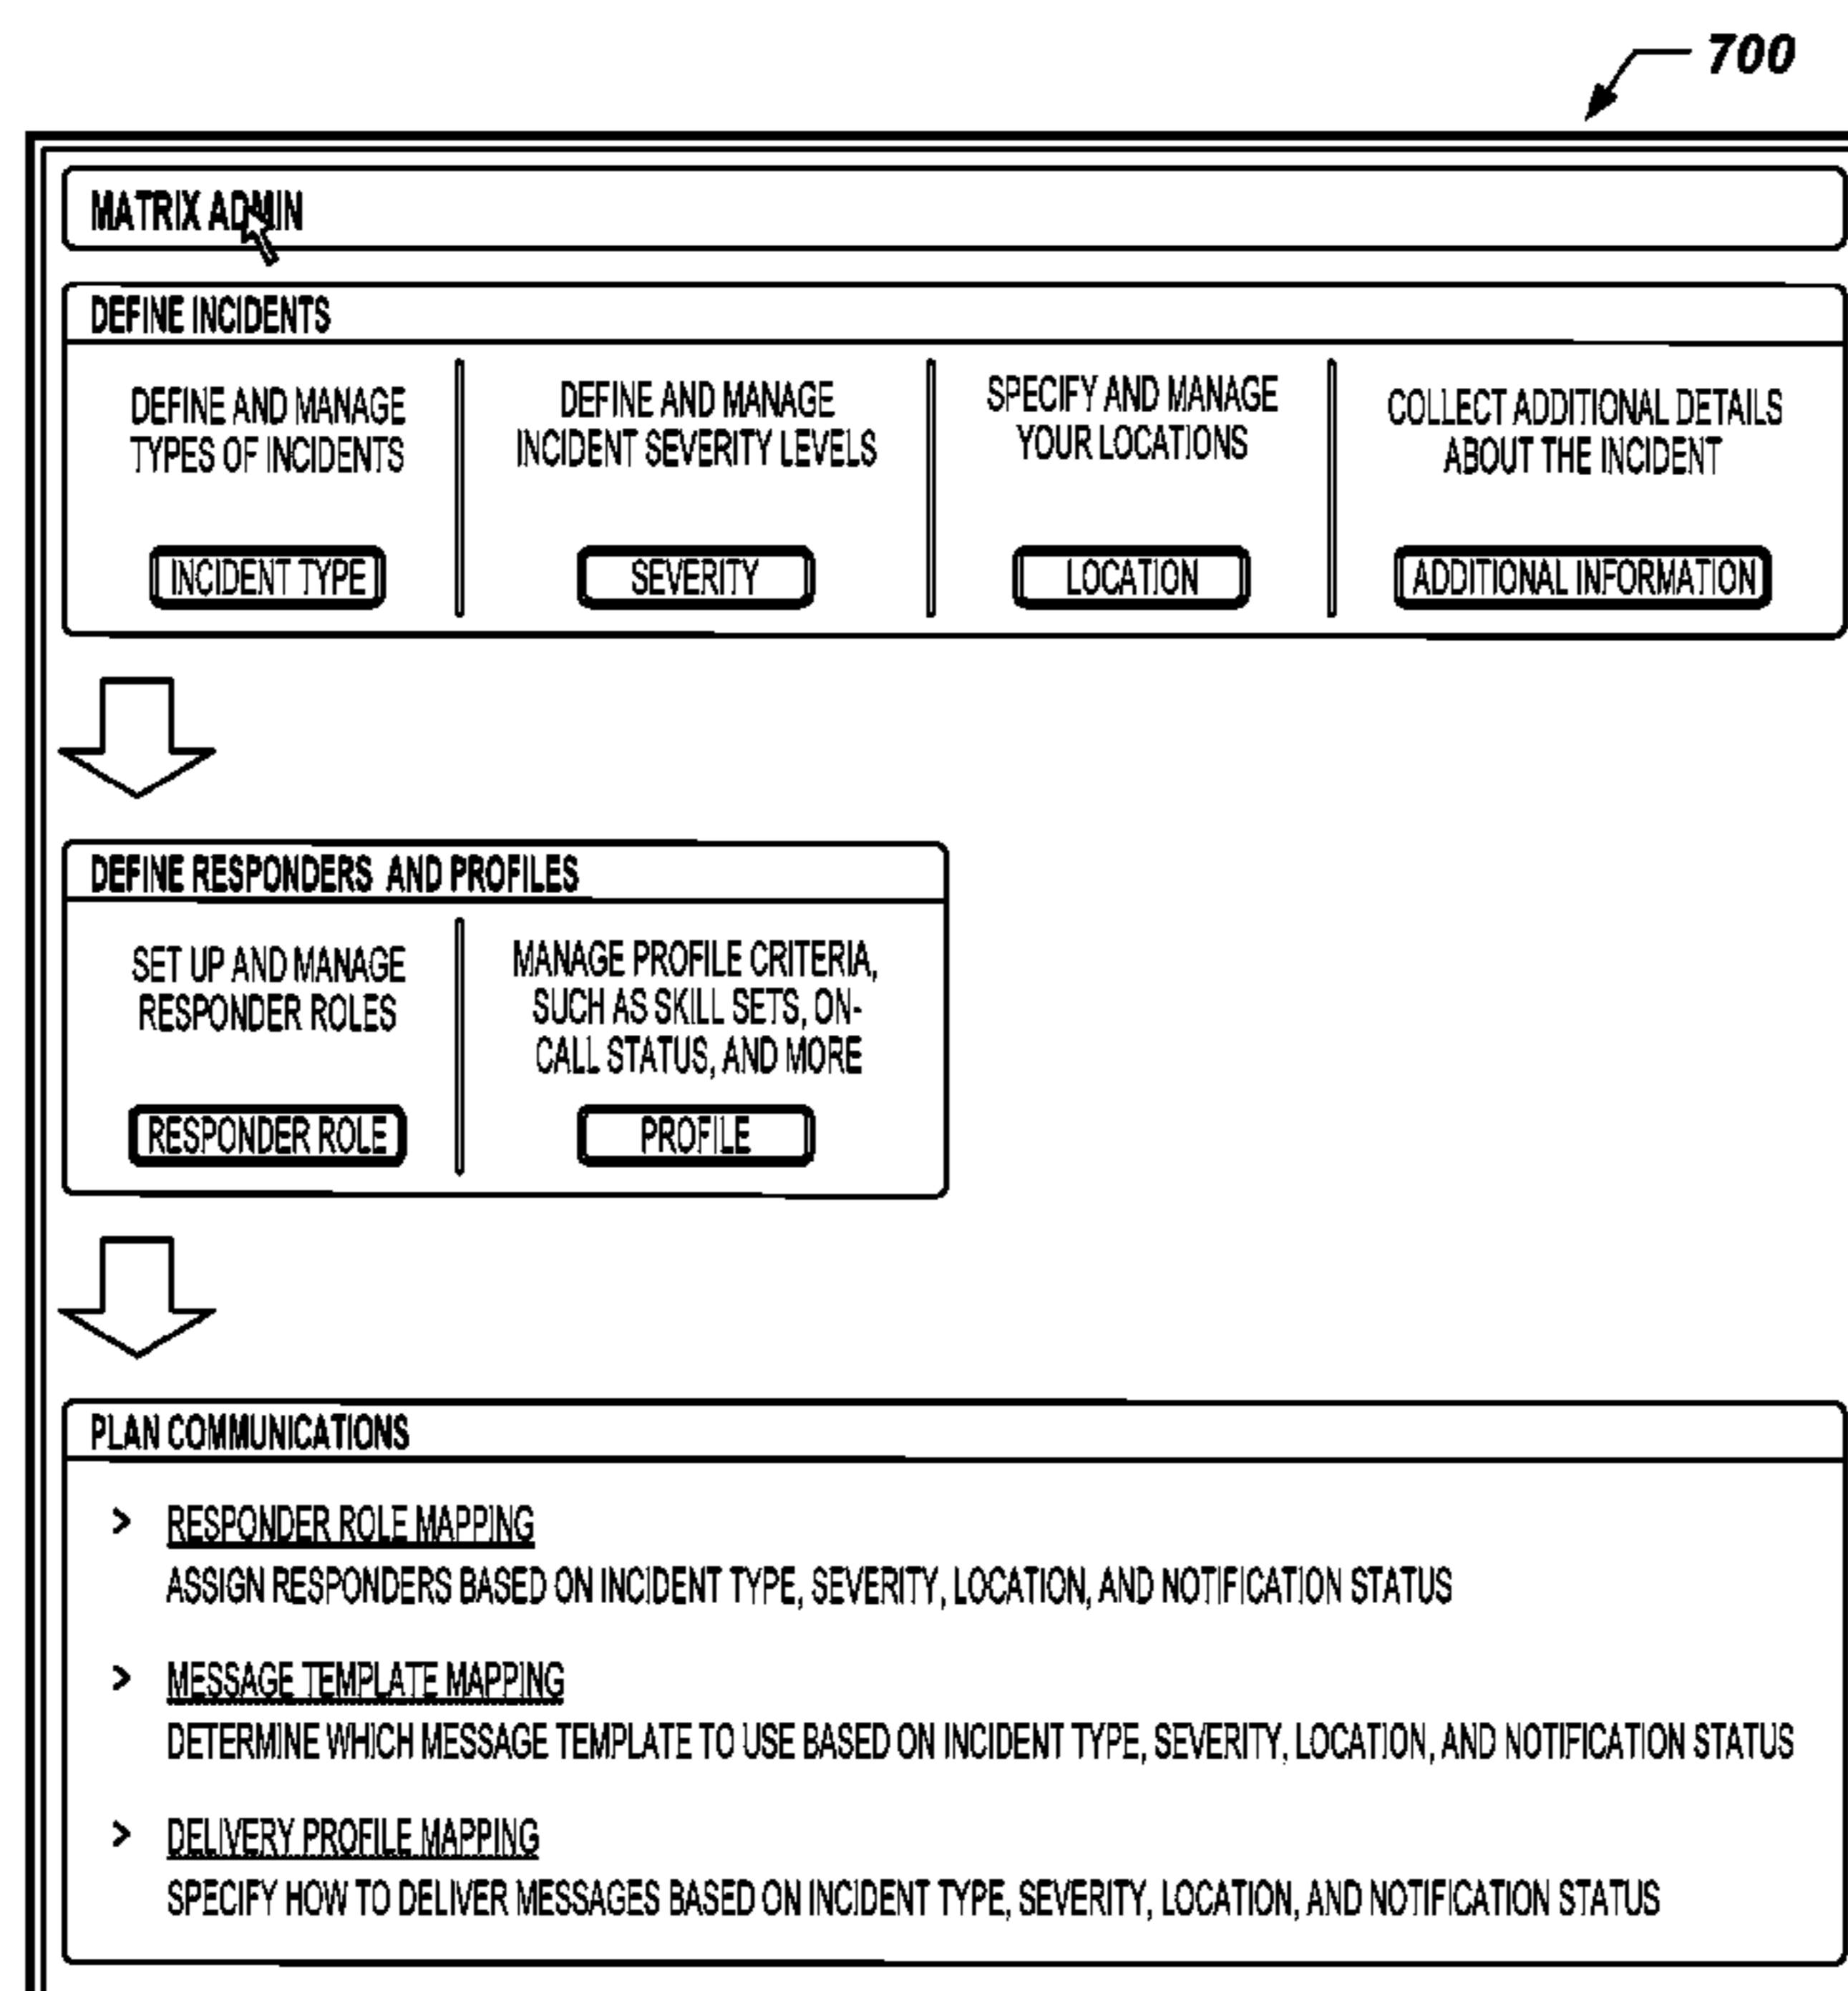 700
MATRIX ADMIN
DEFINE INCIDENTS
DEFINE AND MANAGE
TYPES OF INCIDENTS
INCIDENT TYPE
DEFINE AND MANAGE
INCIDENT SEVERITY LEVELS
SEVERITY
SPECIFY AND MANAGE
YOUR LOCATIONS
LOCATION
COLLECT ADDITIONAL DETAILS
ABOUT THE INCIDENT
ADDITIONAL INFORMATION
DEFINE RESPONDERS AND PROFILES
SET UP AND MANAGE
RESPONDER ROLES
RESPONDER ROLE
MANAGE PROFILE CRITERIA,
SUCH AS SKILL SETS, ON-
CALL STATUS, AND MORE
PROFILE
PLAN COMMUNICATIONS
> RESPONDER ROLE MAPPING
ASSIGN RESPONDERS BASED ON INCIDENT TYPE, SEVERITY, LOCATION, AND NOTIFICATION STATUS
> MESSAGE TEMPLATE MAPPING
DETERMINE WHICH MESSAGE TEMPLATE TO USE BASED ON INCIDENT TYPE, SEVERITY, LOCATION, AND NOTIFICATION STATUS
> DELIVERY PROFILE MAPPING
SPECIFY HOW TO DELIVER MESSAGES BASED ON INCIDENT TYPE, SEVERITY, LOCATION, AND NOTIFICATION STATUS